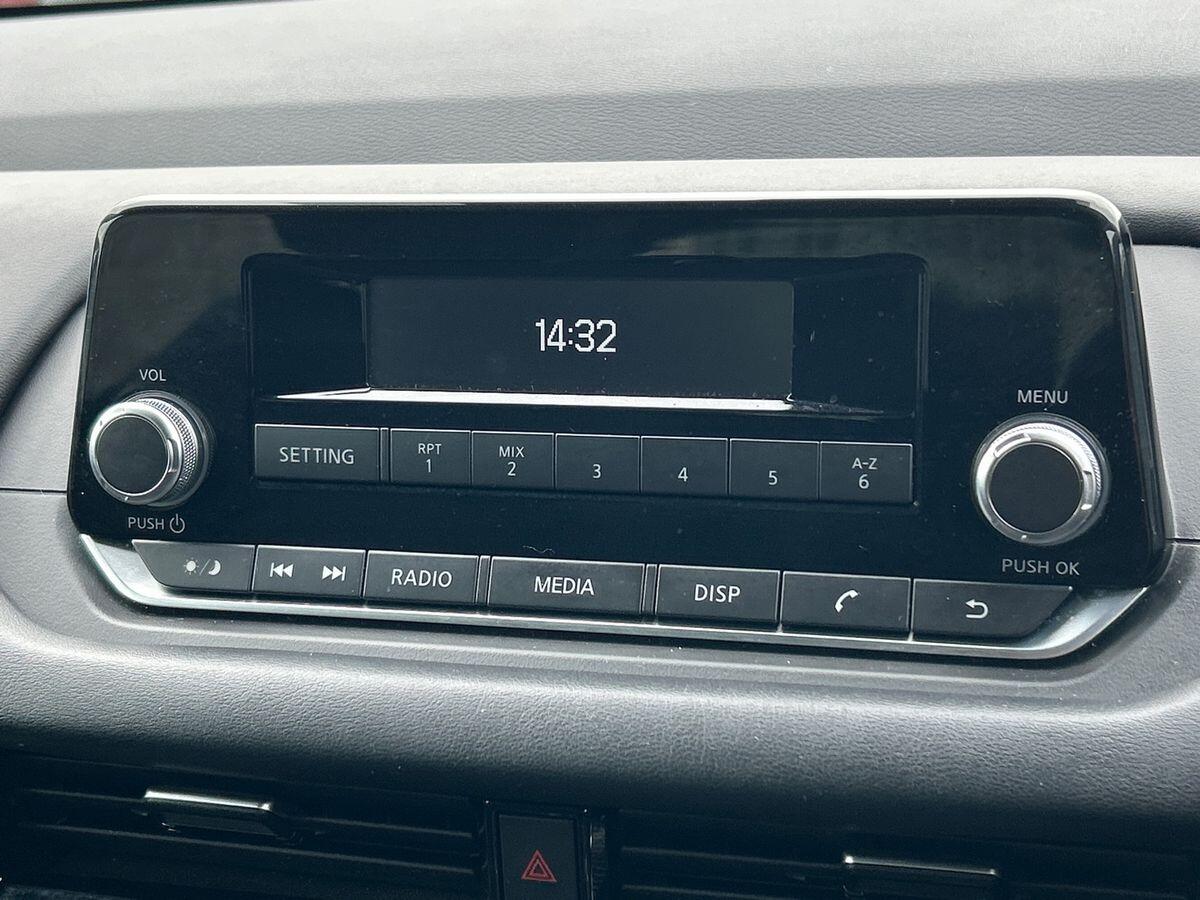 14:32
VOL
MENU
SETTING
RPT
1
MIX
2
3
4
5
A-Z
6
PUSH
PUSH OK
RADIO
MEDIA
DISP